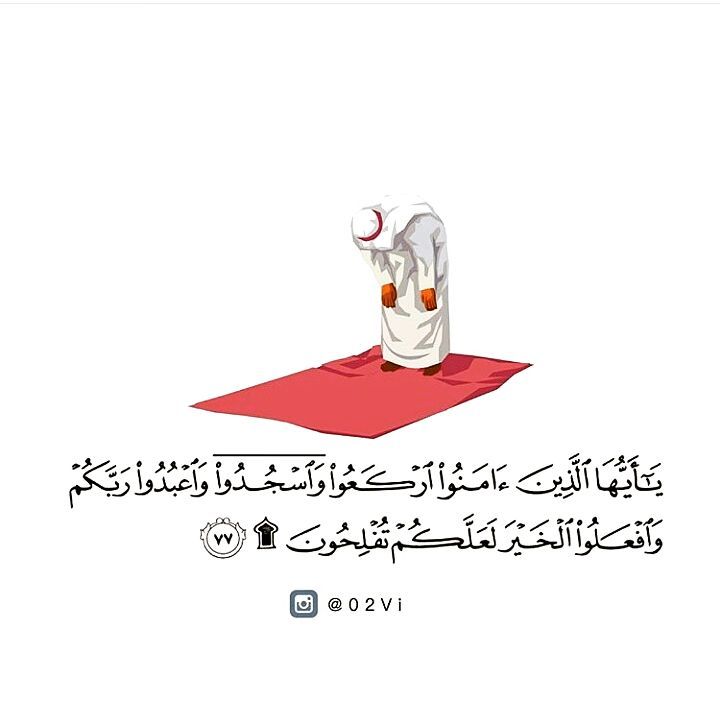 يَٰٓأَيُّهَا ٱلَّذِينَ ءَامَنُوا۟ ٱرْكَعُوا۟ وَٱسْجُدُوا۟ وَٱعْبُدُوا۟ رَبَّكُمْ
وَٱفْعَلُوا۟ ٱلْخَيْرَ لَعَلَّكُمْ تُفْلِحُونَ ۩ ٧٧
@02Vi